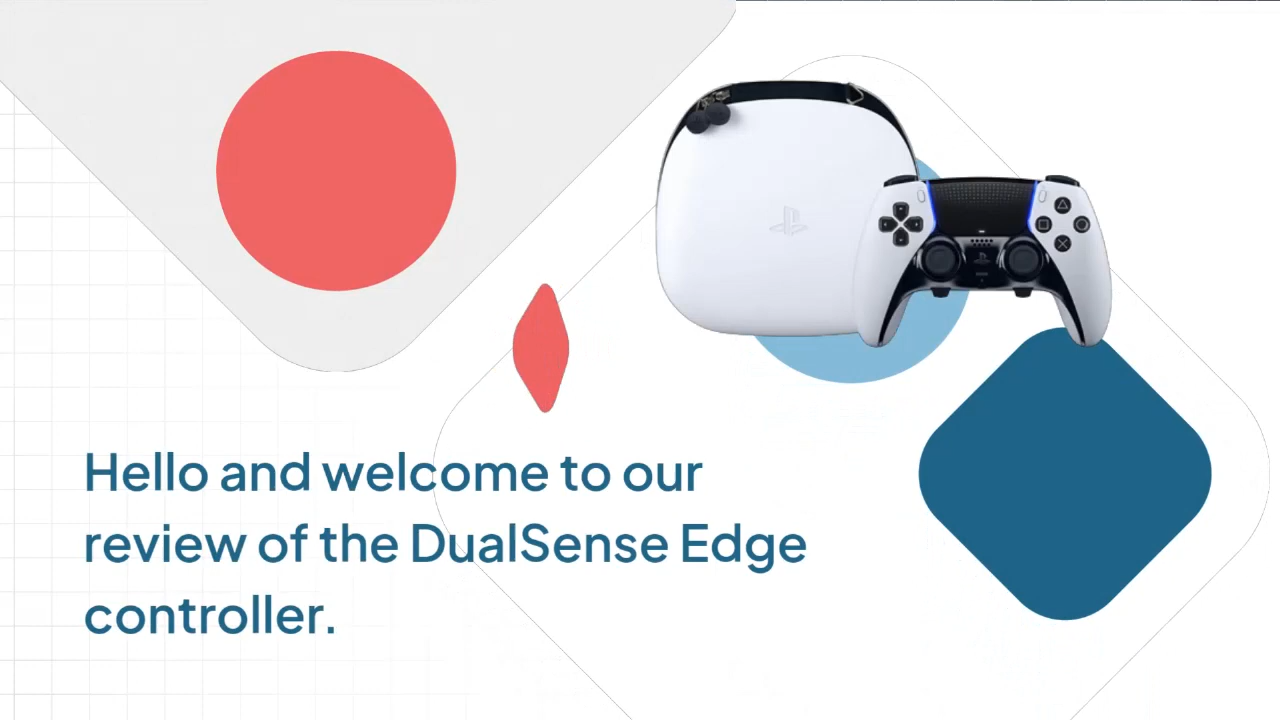 Hello and welcome to our
review of the DualSense Edge
controller.